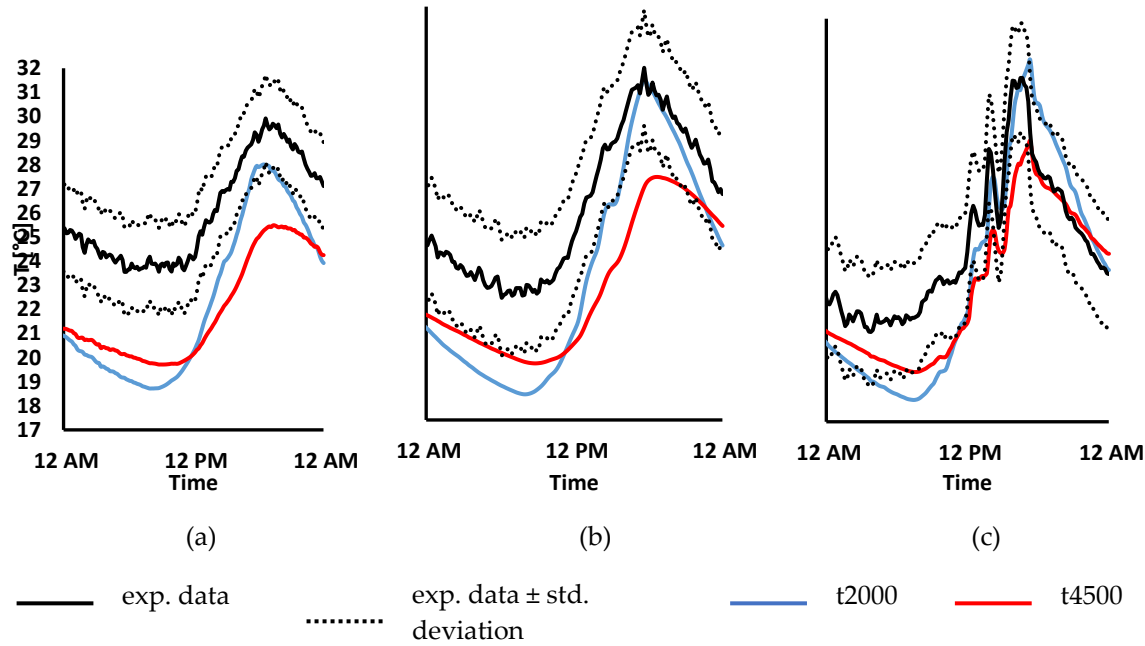 32
31
30
29
28
27
26
25
24
23
22
21
20
19
18
17
T [°C]
12 AM 12 PM 12 AM
Time
12 AM 12 PM 12 AM
Time
12 AM 12 PM 12 AM
Time
(a) (b) (c)
exp. data
exp. data ± std.
deviation
t2000
t4500